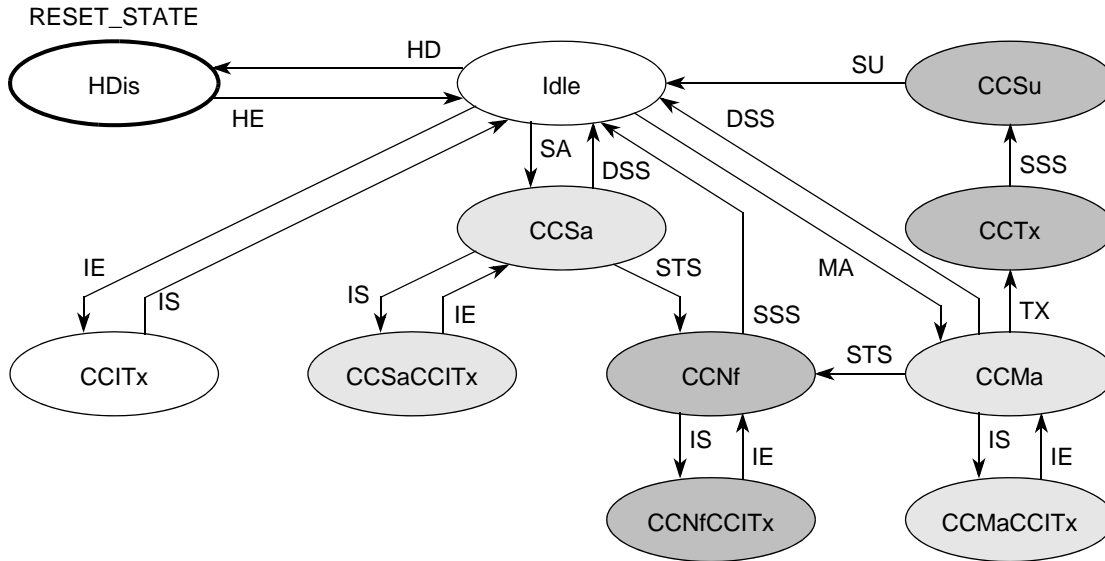 RESET_STATE
HDis
HD
HE
Idle
SU
CCSu
SA
DSS
DSS
SSS
CCSa
CCTx
IE
IS
IS
IE
STS
SSS
MA
TX
STS
CCITx
CCSaCCITx
CCNf
CCMa
IS
IE
IS
IE
CCNfCCITx
CCMaCCITx